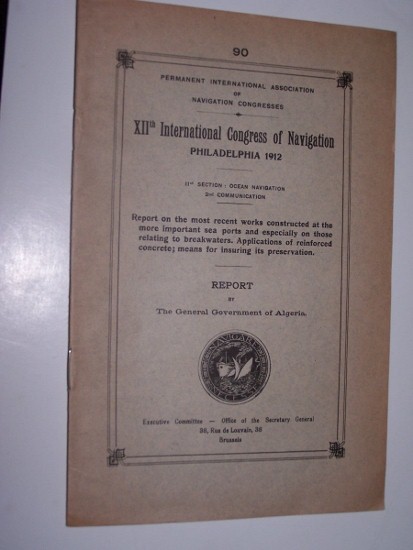 90
PERMANENT INTERNATIONAL ASSOCIATION
OF
NAVIGATION CONGRESSES
XIIth International Congress of Navigation
PHILADELPHIA 1912
IInd SECTION : OCEAN NAVIGATION
2nd COMMUNICATION
Report on the most recent works constructed at the
more important sea ports and especially on those
relating to breakwaters. Applications of reinforced
concrete; means for insuring its preservation.
REPORT
BY
The General Government of Algeria.
NAVIGARE
Executive Committee — Office of the Secretary General
38, Rue de Louvain, 38
Brussels